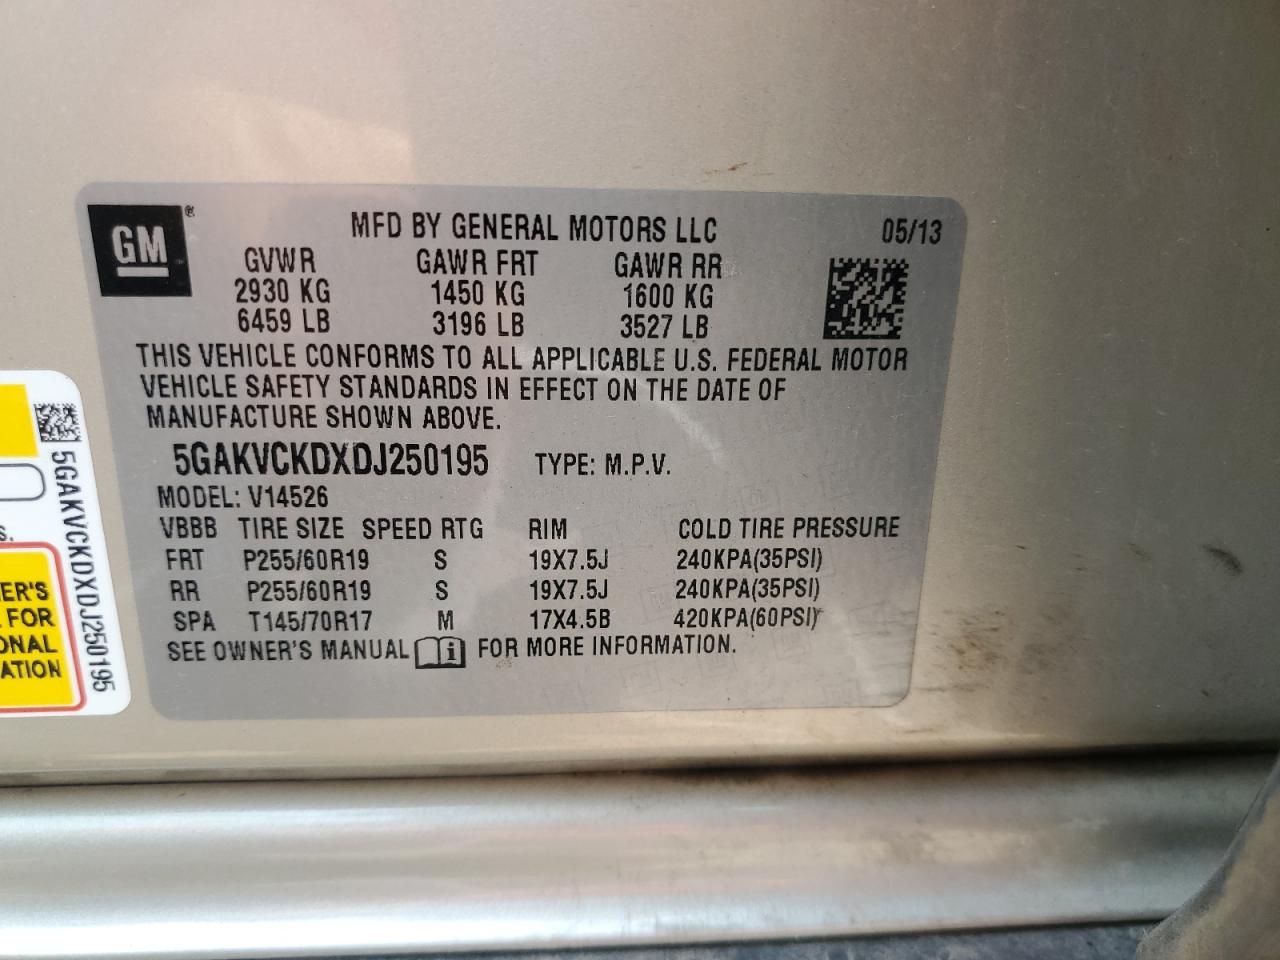 GM®
MFD BY GENERAL MOTORS LLC 05/13
GVWR GAWR FRT GAWR RR
2930 KG 1450 KG 1600 KG
6459 LB 3196 LB 3527 LB
THIS VEHICLE CONFORMS TO ALL APPLICABLE U.S. FEDERAL MOTOR
VEHICLE SAFETY STANDARDS IN EFFECT ON THE DATE OF
MANUFACTURE SHOWN ABOVE.
5GAKVCKDXDJ250195 TYPE: M.P.V.
MODEL: V14526
VBBB TIRE SIZE SPEED RTG RIM COLD TIRE PRESSURE
FRT P255/60R19 S 19X7.5J 240KPA(35PSI)
RR P255/60R19 S 19X7.5J 240KPA(35PSI)
SPA T145/70R17 M 17X4.5B 420KPA(60PSI)
SEE OWNER'S MANUAL i FOR MORE INFORMATION.
5GAKVCKDXDJ250195
S.
ER'S
FOR
ONAL
ATION